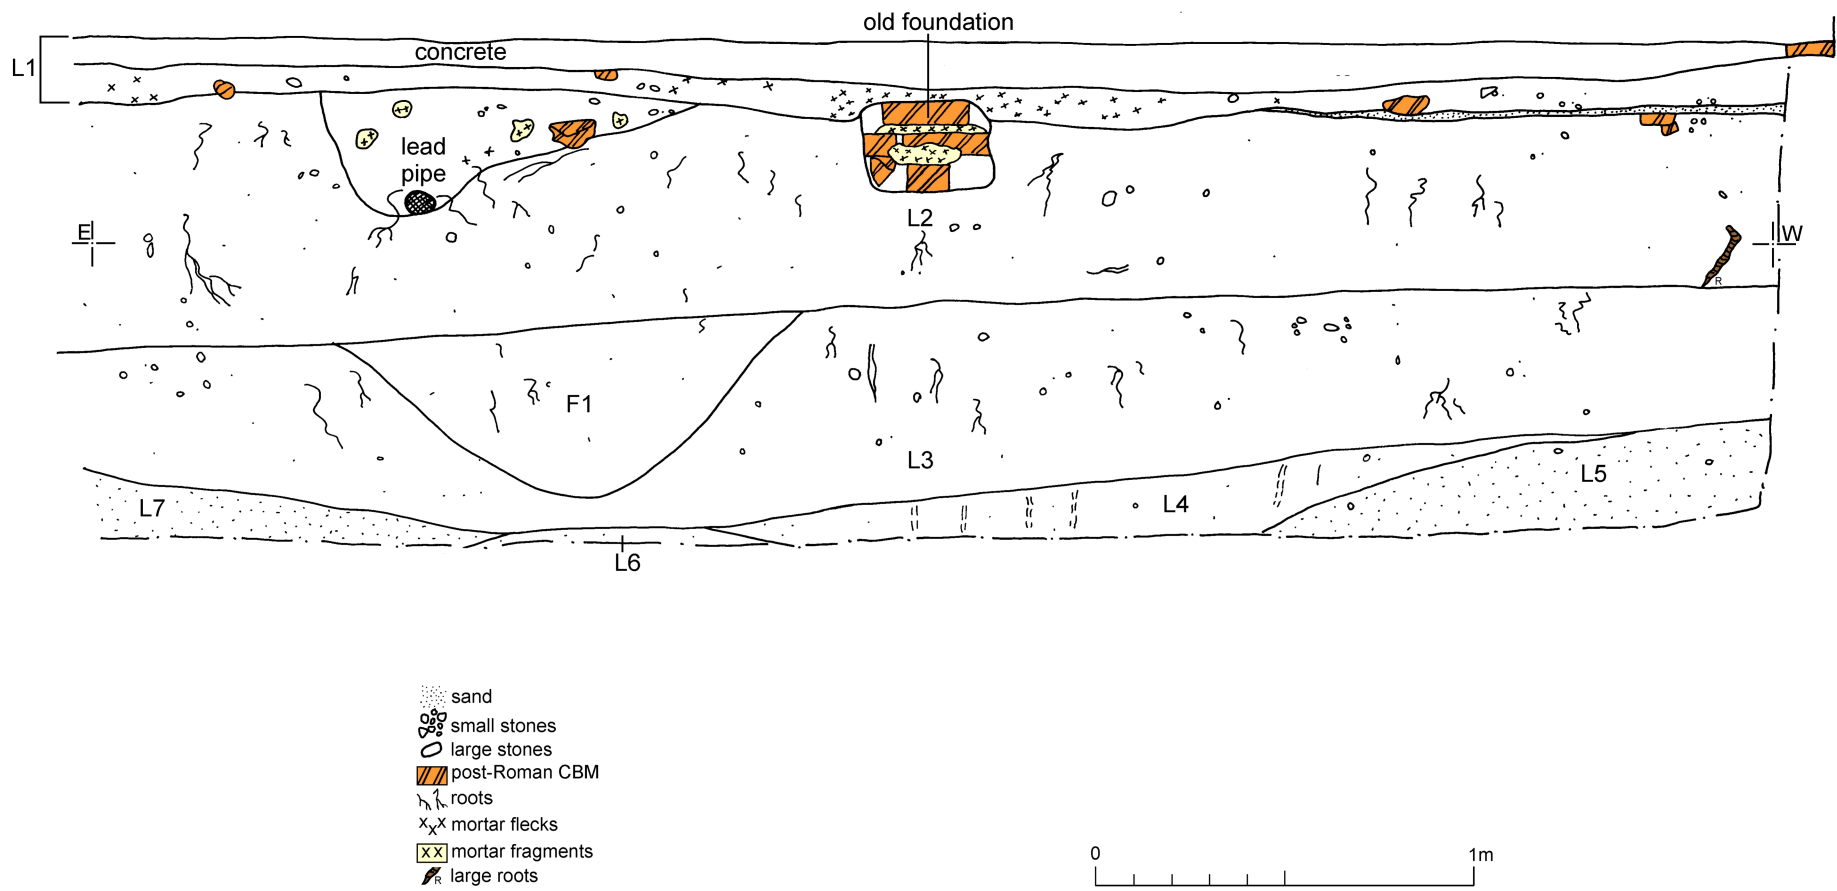 old foundation
L1
concrete
lead
pipe
L2
E
W
R
F1
L3
L7
L4
L5
L6
sand
small stones
large stones
post-Roman CBM
roots
mortar flecks
mortar fragments
R large roots
0 1m